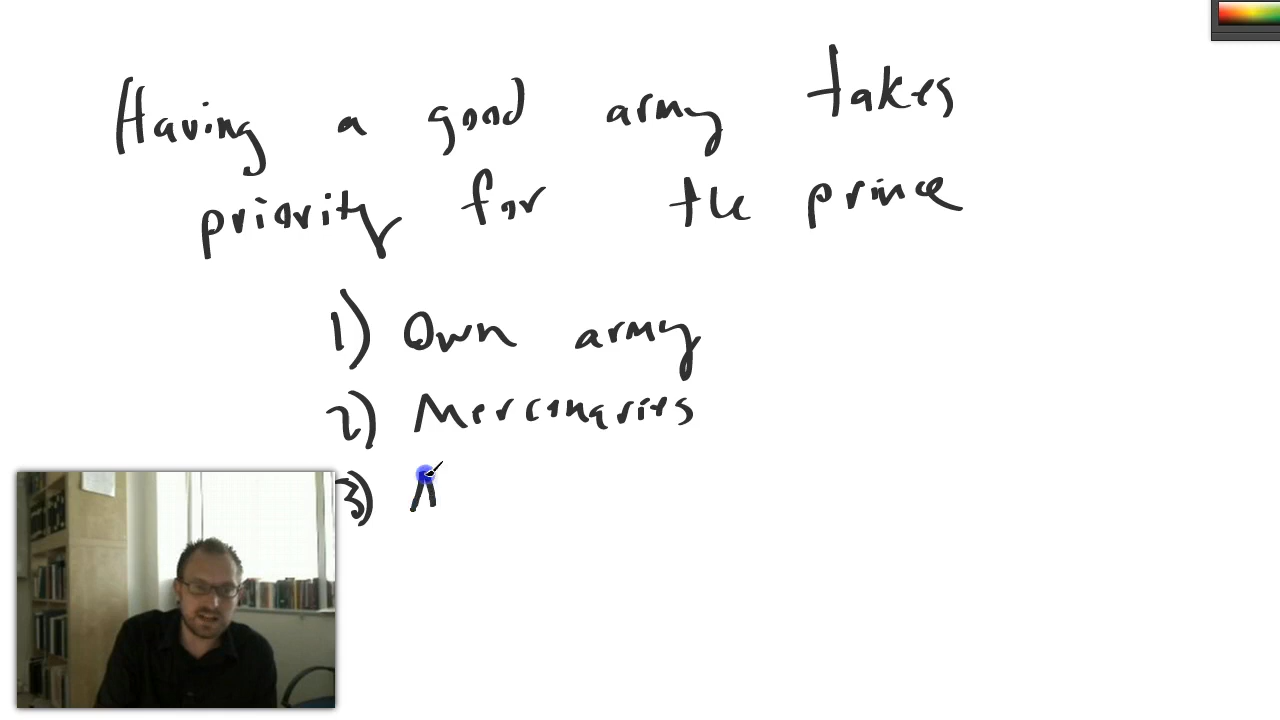 Having a good army takes
priority for the prince
1) Own army
2) Mercenaries
3) A